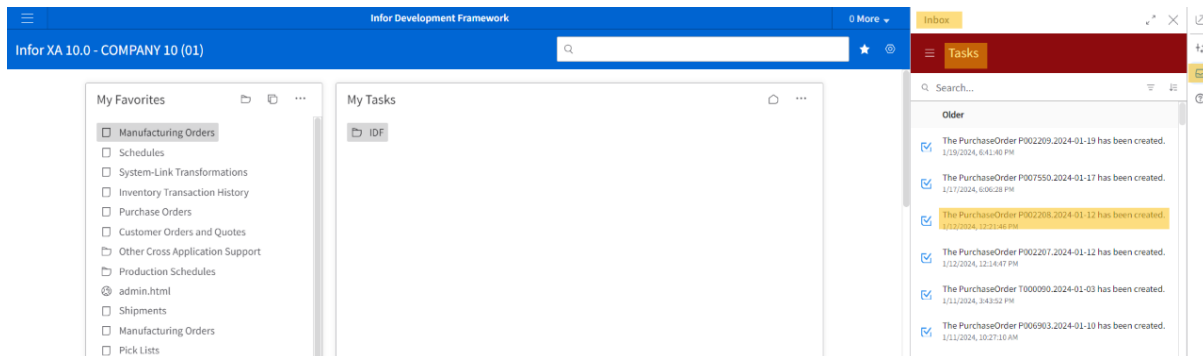 Infor Development Framework
0 More
Infor XA 10.0 - COMPANY 10 (01)
My Favorites
Manufacturing Orders
Schedules
System-Link Transformations
Inventory Transaction History
Purchase Orders
Customer Orders and Quotes
Other Cross Application Support
Production Schedules
admin.html
Shipments
Manufacturing Orders
Pick Lists
My Tasks
IDF
Inbox
Tasks
Search...
Older
The PurchaseOrder P002209.2024-01-19 has been created.
1/19/2024, 6:41:40 PM
The PurchaseOrder P007550.2024-01-17 has been created.
1/17/2024, 6:06:28 PM
The PurchaseOrder P002208.2024-01-12 has been created.
1/12/2024, 12:21:46 PM
The PurchaseOrder P002207.2024-01-12 has been created.
1/12/2024, 12:14:47 PM
The PurchaseOrder T000090.2024-01-03 has been created.
1/11/2024, 3:43:52 PM
The PurchaseOrder P006903.2024-01-10 has been created.
1/11/2024, 10:27:10 AM